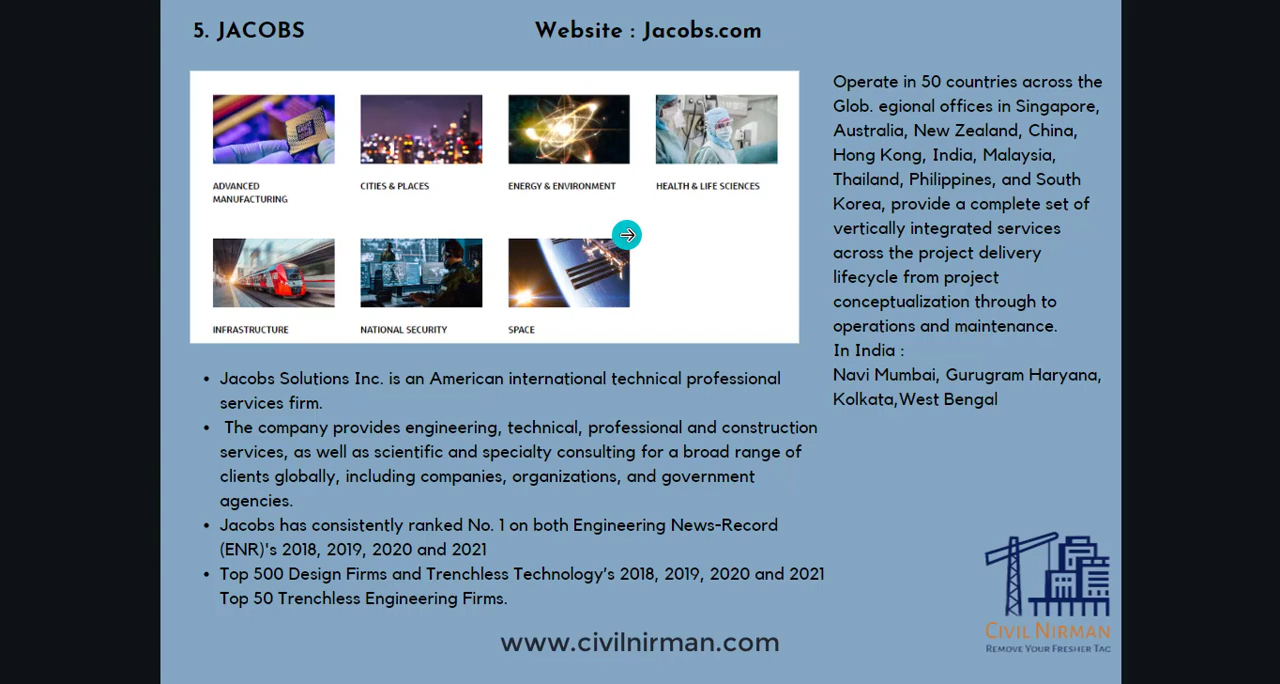 5. JACOBS
Website : Jacobs.com
ADVANCED
MANUFACTURING
CITIES & PLACES
ENERGY & ENVIRONMENT
HEALTH & LIFE SCIENCES
INFRASTRUCTURE
NATIONAL SECURITY
SPACE
Operate in 50 countries across the
Glob. egional offices in Singapore,
Australia, New Zealand, China,
Hong Kong, India, Malaysia,
Thailand, Philippines, and South
Korea, provide a complete set of
vertically integrated services
across the project delivery
lifecycle from project
conceptualization through to
operations and maintenance.
In India :
Navi Mumbai, Gurugram Haryana,
Kolkata,West Bengal
• Jacobs Solutions Inc. is an American international technical professional
services firm.
• The company provides engineering, technical, professional and construction
services, as well as scientific and specialty consulting for a broad range of
clients globally, including companies, organizations, and government
agencies.
• Jacobs has consistently ranked No. 1 on both Engineering News-Record
(ENR)'s 2018, 2019, 2020 and 2021
• Top 500 Design Firms and Trenchless Technology's 2018, 2019, 2020 and 2021
Top 50 Trenchless Engineering Firms.
www.civilnirman.com
CIVIL NIRMAN
REMOVE YOUR FRESHER TAC